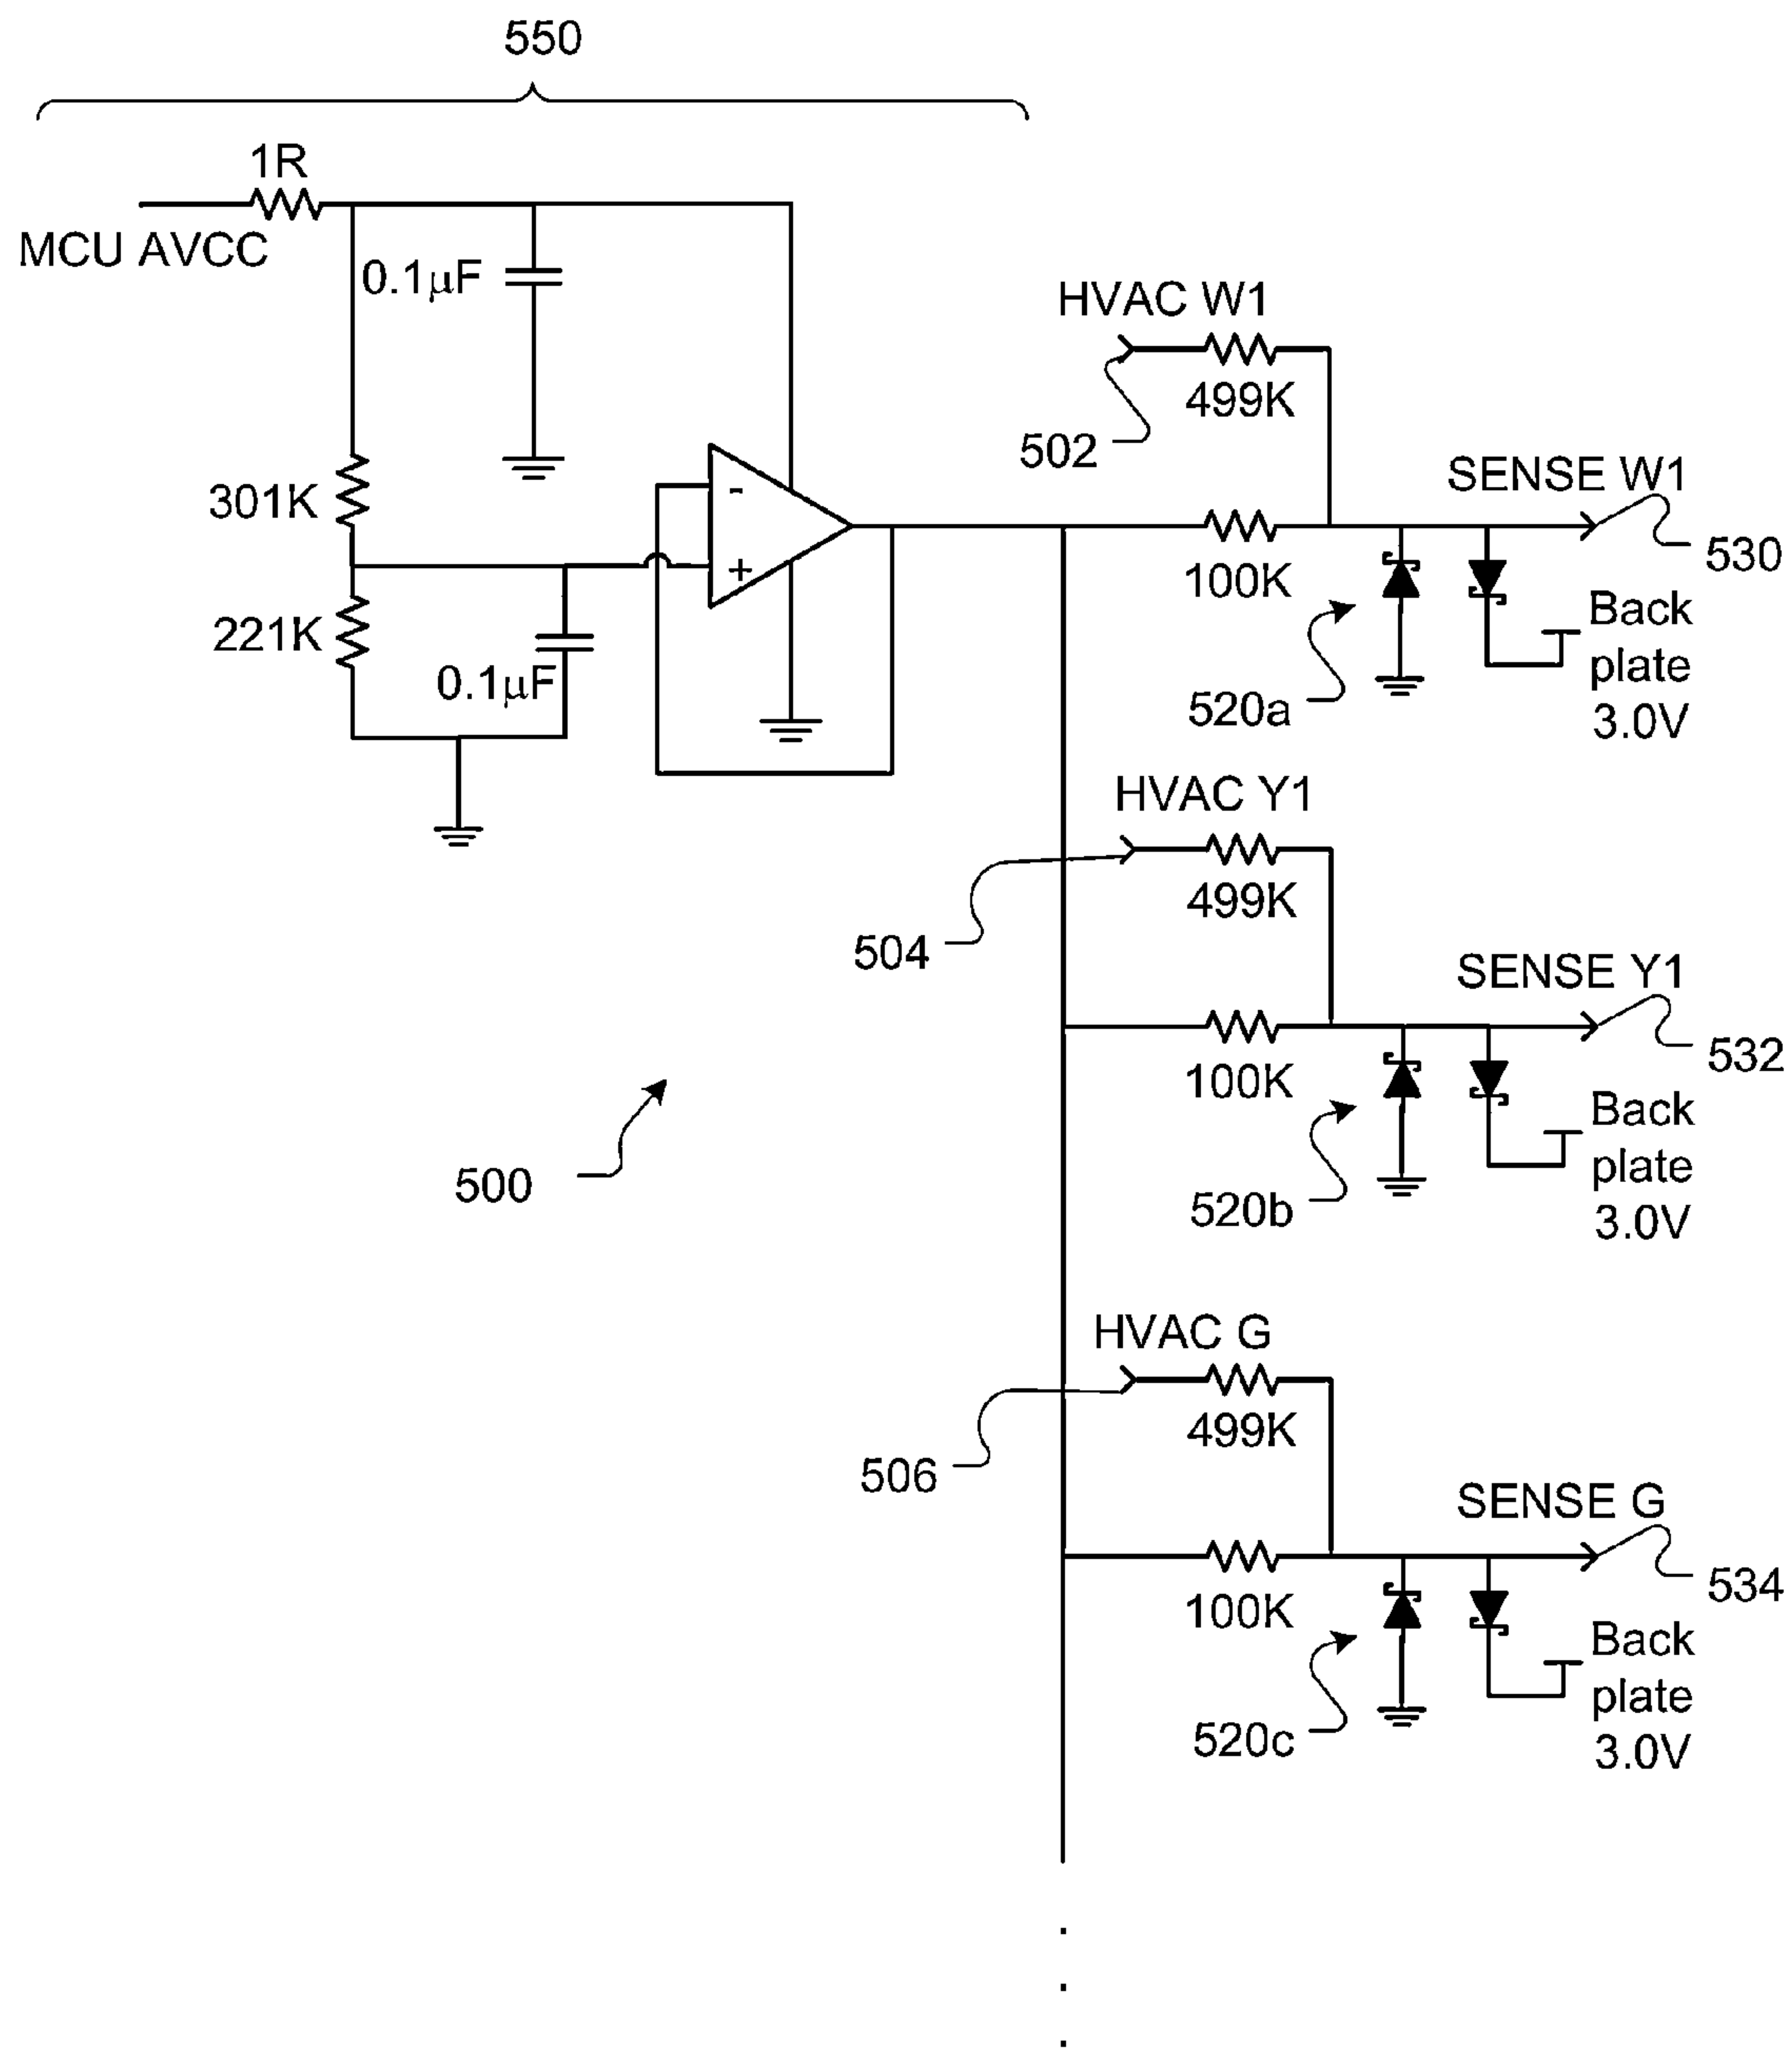 550
1R
MCU AVCC
0.1µF
HVAC W1
499K
502
SENSE W1
301K
-
530
+
100K
Back
plate
3.0V
221K
0.1µF
520a
HVAC Y1
499K
504
SENSE Y1
532
100K
Back
plate
3.0V
500
520b
HVAC G
499K
506
SENSE G
534
100K
Back
plate
3.0V
520c